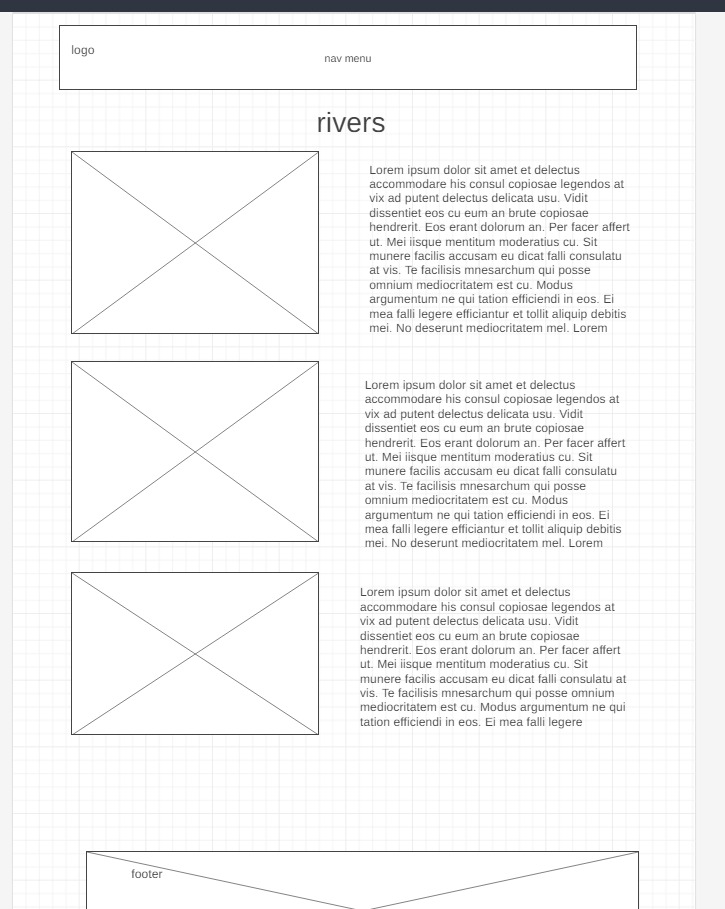 logo
nav menu
rivers
Lorem ipsum dolor sit amet et delectus
accommodare his consul copiosae legendos at
vix ad putent delectus delicata usu. Vidit
dissentiet eos cu eum an brute copiosae
hendrerit. Eos erant dolorum an. Per facer affert
ut. Mei iisque mentitum moderatius cu. Sit
munere facilis accusam eu dicat falli consulatu
at vis. Te facilisis mnesarchum qui posse
omnium mediocritatem est cu. Modus
argumentum ne qui tation efficiendi in eos. Ei
mea falli legere efficiantur et tollit aliquip debitis
mei. No deserunt mediocritatem mel. Lorem
Lorem ipsum dolor sit amet et delectus
accommodare his consul copiosae legendos at
vix ad putent delectus delicata usu. Vidit
dissentiet eos cu eum an brute copiosae
hendrerit. Eos erant dolorum an. Per facer affert
ut. Mei iisque mentitum moderatius cu. Sit
munere facilis accusam eu dicat falli consulatu
at vis. Te facilisis mnesarchum qui posse
omnium mediocritatem est cu. Modus
argumentum ne qui tation efficiendi in eos. Ei
mea falli legere efficiantur et tollit aliquip debitis
mei. No deserunt mediocritatem mel. Lorem
Lorem ipsum dolor sit amet et delectus
accommodare his consul copiosae legendos at
vix ad putent delectus delicata usu. Vidit
dissentiet eos cu eum an brute copiosae
hendrerit. Eos erant dolorum an. Per facer affert
ut. Mei iisque mentitum moderatius cu. Sit
munere facilis accusam eu dicat falli consulatu at
vis. Te facilisis mnesarchum qui posse omnium
mediocritatem est cu. Modus argumentum ne qui
tation efficiendi in eos. Ei mea falli legere
footer